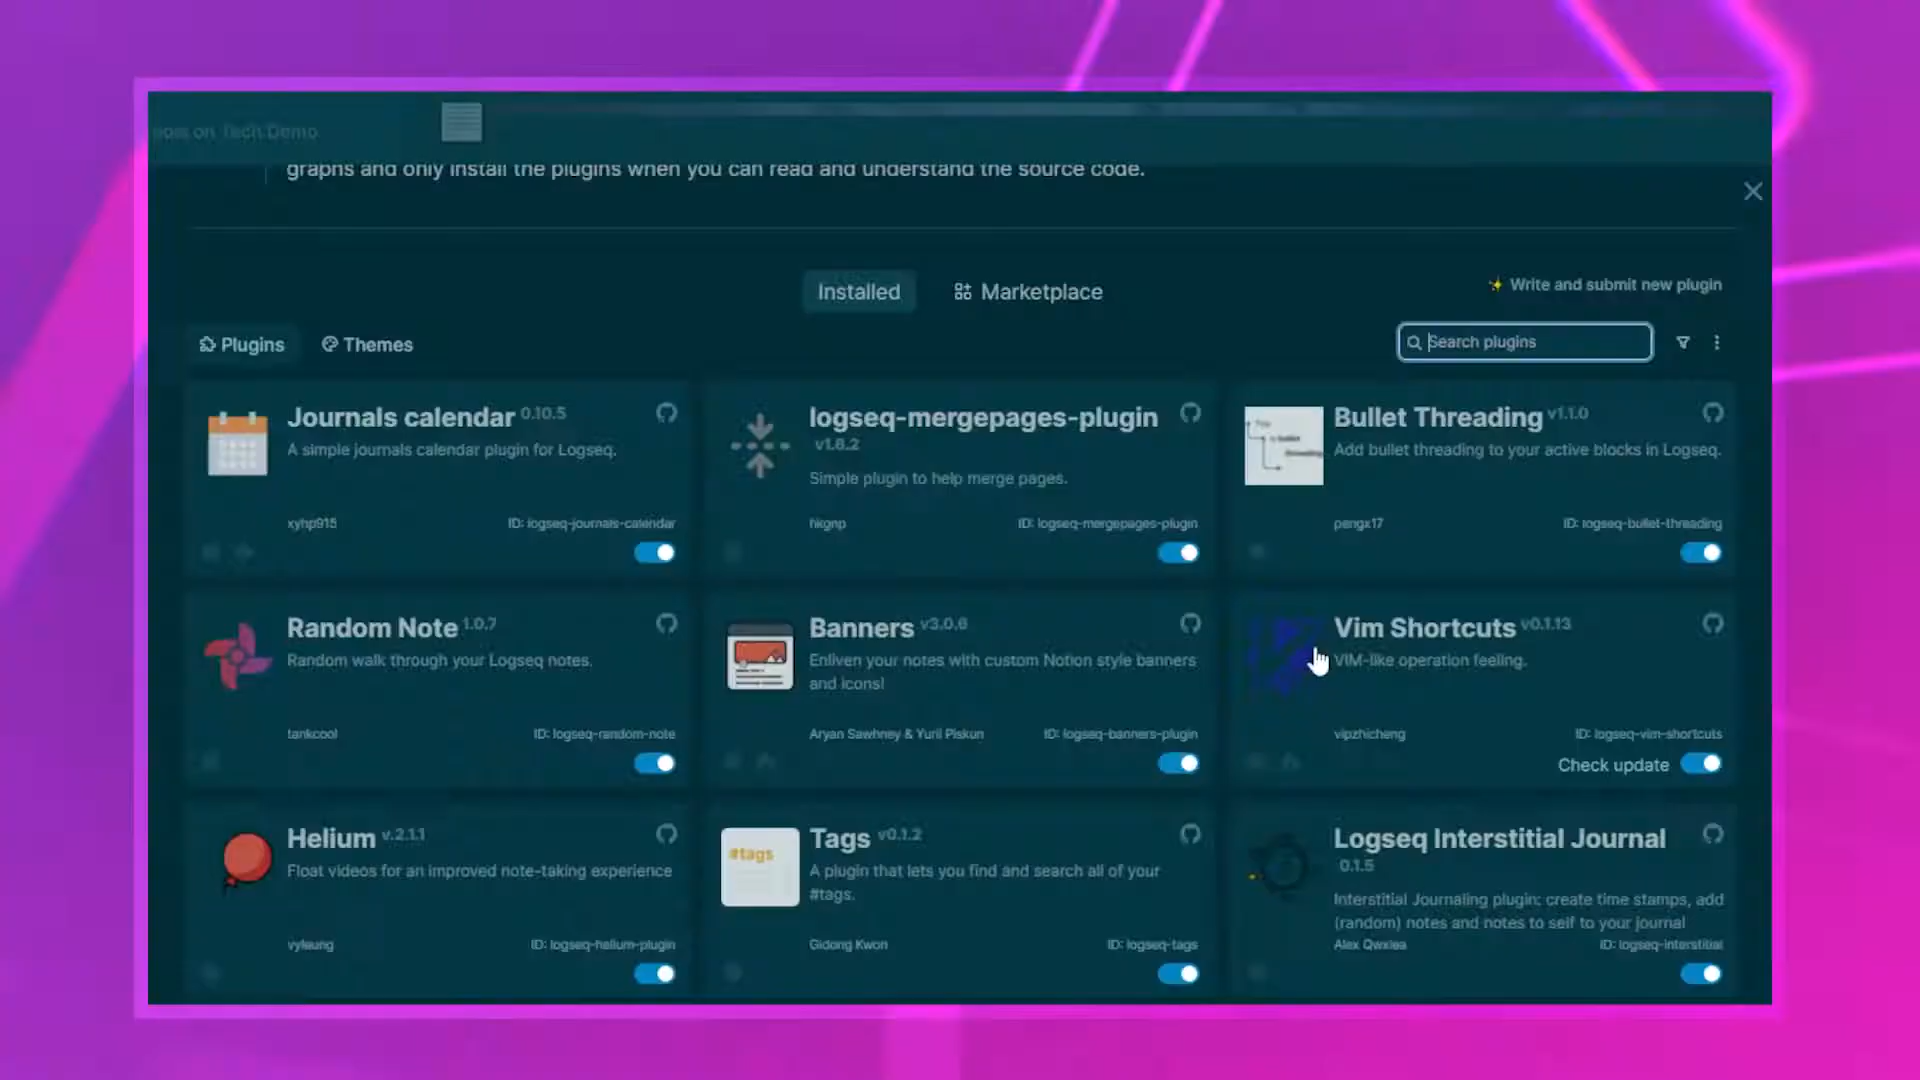 on Tech Demo
graphs and only install the plugins when you can read and understand the source code.
Installed
Marketplace
Write and submit new plugin
Plugins
Themes
Search plugins
Journals calendar 0.10.5
A simple journals calendar plugin for Logseq.
xyhp915
ID: logseq-journals-calendar
logseq-mergepages-plugin
v1.6.2
Simple plugin to help merge pages.
hkgnp
ID: logseq-mergepages-plugin
Bullet Threading v1.1.0
Add bullet threading to your active blocks in Logseq.
pengx17
ID: logseq-bullet-threading
Random Note 1.0.7
Random walk through your Logseq notes.
tankcool
ID: logseq-random-note
Banners v3.0.6
Enliven your notes with custom Notion style banners
and icons!
Aryan Sawhney & Yurii Piskun
ID: logseq-banners-plugin
Vim Shortcuts v0.1.13
VIM-like operation feeling.
vipzhicheng
ID: logseq-vim-shortcuts
Check update
Helium v.2.1.1
Float videos for an improved note-taking experience
vyleung
ID: logseq-helium-plugin
#tags
Tags v0.1.2
A plugin that lets you find and search all of your
#tags.
Gidong Kwon
ID: logseq-tags
Logseq Interstitial Journal
0.1.5
Interstitial Journaling plugin: create time stamps, add
(random) notes and notes to self to your journal
Alex Qwxlea
ID: logseq-interstitial